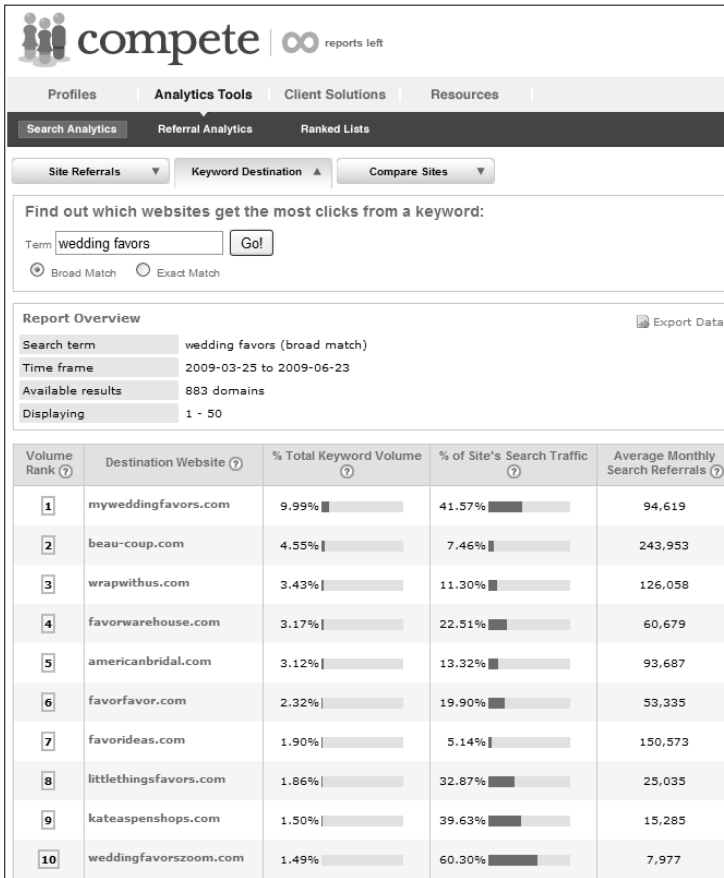 compete ∞ reports left
Profiles Analytics Tools Client Solutions Resources
Search Analytics Referral Analytics Ranked Lists
Site Referrals ▼ Keyword Destination ▲ Compare Sites ▼
Find out which websites get the most clicks from a keyword:
Term wedding favors Go!
Broad Match Exact Match
Report Overview Export Data
Search term wedding favors (broad match)
Time frame 2009-03-25 to 2009-06-23
Available results 883 domains
Displaying 1 - 50
Volume Rank ? Destination Website ? % Total Keyword Volume ? % of Site's Search Traffic ? Average Monthly Search Referrals ?
1 myweddingfavors.com 9.99% 41.57% 94,619
2 beau-coup.com 4.55% 7.46% 243,953
3 wrapwithus.com 3.43% 11.30% 126,058
4 favorwarehouse.com 3.17% 22.51% 60,679
5 americanbridal.com 3.12% 13.32% 93,687
6 favorfavor.com 2.32% 19.90% 53,335
7 favorideas.com 1.90% 5.14% 150,573
8 littlethingsfavors.com 1.86% 32.87% 25,035
9 kateaspenshops.com 1.50% 39.63% 15,285
10 weddingfavorszoom.com 1.49% 60.30% 7,977